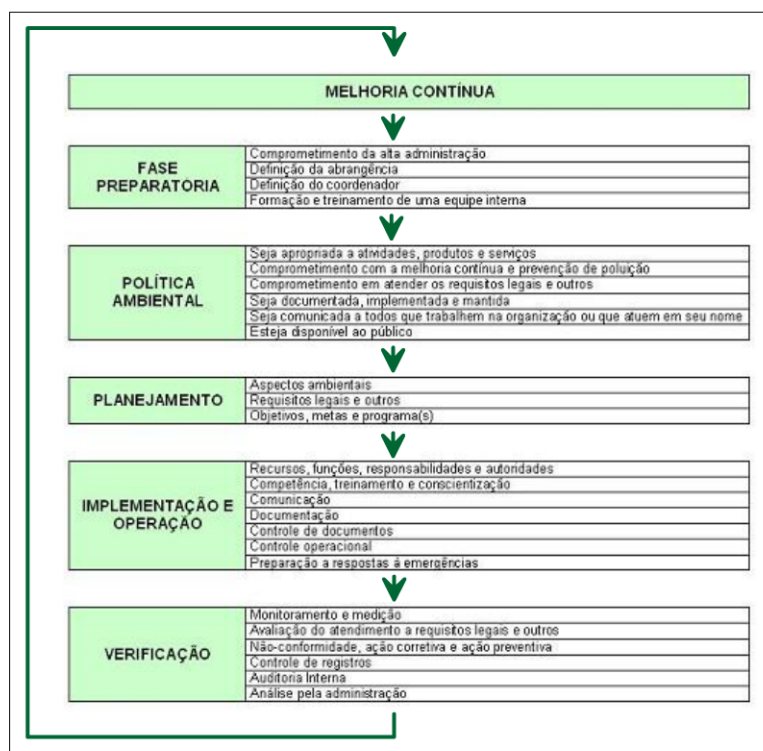 MELHORIA CONTÍNUA
FASE
PREPARATÓRIA
Comprometimento da alta administração
Definição da abrangência
Definição do coordenador
Formação e treinamento de uma equipe interna
POLÍTICA
AMBIENTAL
Seja apropriada a atividades, produtos e serviços
Comprometimento com a melhoria contínua e prevenção de poluição
Comprometimento em atender os requisitos legais e outros
Seja documentada, implementada e mantida
Seja comunicada a todos que trabalhem na organização ou que atuem em seu nome
Esteja disponível ao público
PLANEJAMENTO
Aspectos ambientais
Requisitos legais e outros
Objetivos, metas e programa(s)
IMPLEMENTAÇÃO E
OPERAÇÃO
Recursos, funções, responsabilidades e autoridades
Competência, treinamento e conscientização
Comunicação
Documentação
Controle de documentos
Controle operacional
Preparação a respostas á emergências
VERIFICAÇÃO
Monitoramento e medição
Avaliação do atendimento a requisitos legais e outros
Não-conformidade, ação corretiva e ação preventiva
Controle de registros
Auditoria Interna
Análise pela administração